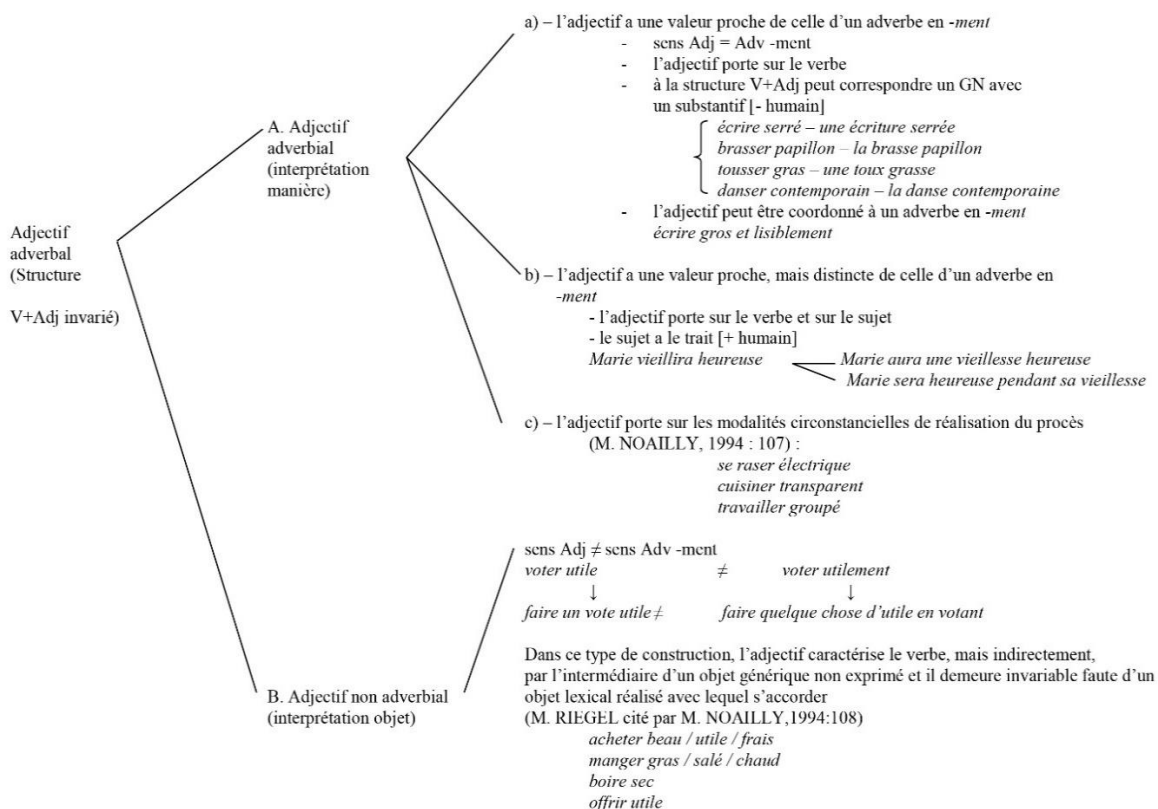 a) – l’adjectif a une valeur proche de celle d’un adverbe en -ment
- sens Adj = Adv -ment
- l’adjectif porte sur le verbe
- à la structure V+Adj peut correspondre un GN avec
un substantif [- humain]
écrire serré – une écriture serrée
brasser papillon – la brasse papillon
tousser gras – une toux grasse
danser contemporain – la danse contemporaine
- l’adjectif peut être coordonné à un adverbe en -ment
écrire gros et lisiblement
A. Adjectif
adverbial
(interprétation
manière)
Adjectif
adverbal
(Structure
V+Adj invarié)
b) – l’adjectif a une valeur proche, mais distincte de celle d’un adverbe en
-ment
- l’adjectif porte sur le verbe et sur le sujet
- le sujet a le trait [+ humain]
Marie vieillira heureuse
Marie aura une vieillesse heureuse
Marie sera heureuse pendant sa vieillesse
c) – l’adjectif porte sur les modalités circonstancielles de réalisation du procès
(M. NOAILLY, 1994 : 107) :
se raser électrique
cuisiner transparent
travailler groupé
B. Adjectif non adverbial
(interprétation objet)
sens Adj ≠ sens Adv -ment
voter utile ≠ voter utilement
↓ ↓
faire un vote utile ≠ faire quelque chose d’utile en votant
Dans ce type de construction, l’adjectif caractérise le verbe, mais indirectement,
par l’intermédiaire d’un objet générique non exprimé et il demeure invariable faute d’un
objet lexical réalisé avec lequel s’accorder
(M. RIEGEL cité par M. NOAILLY,1994:108)
acheter beau / utile / frais
manger gras / salé / chaud
boire sec
offrir utile